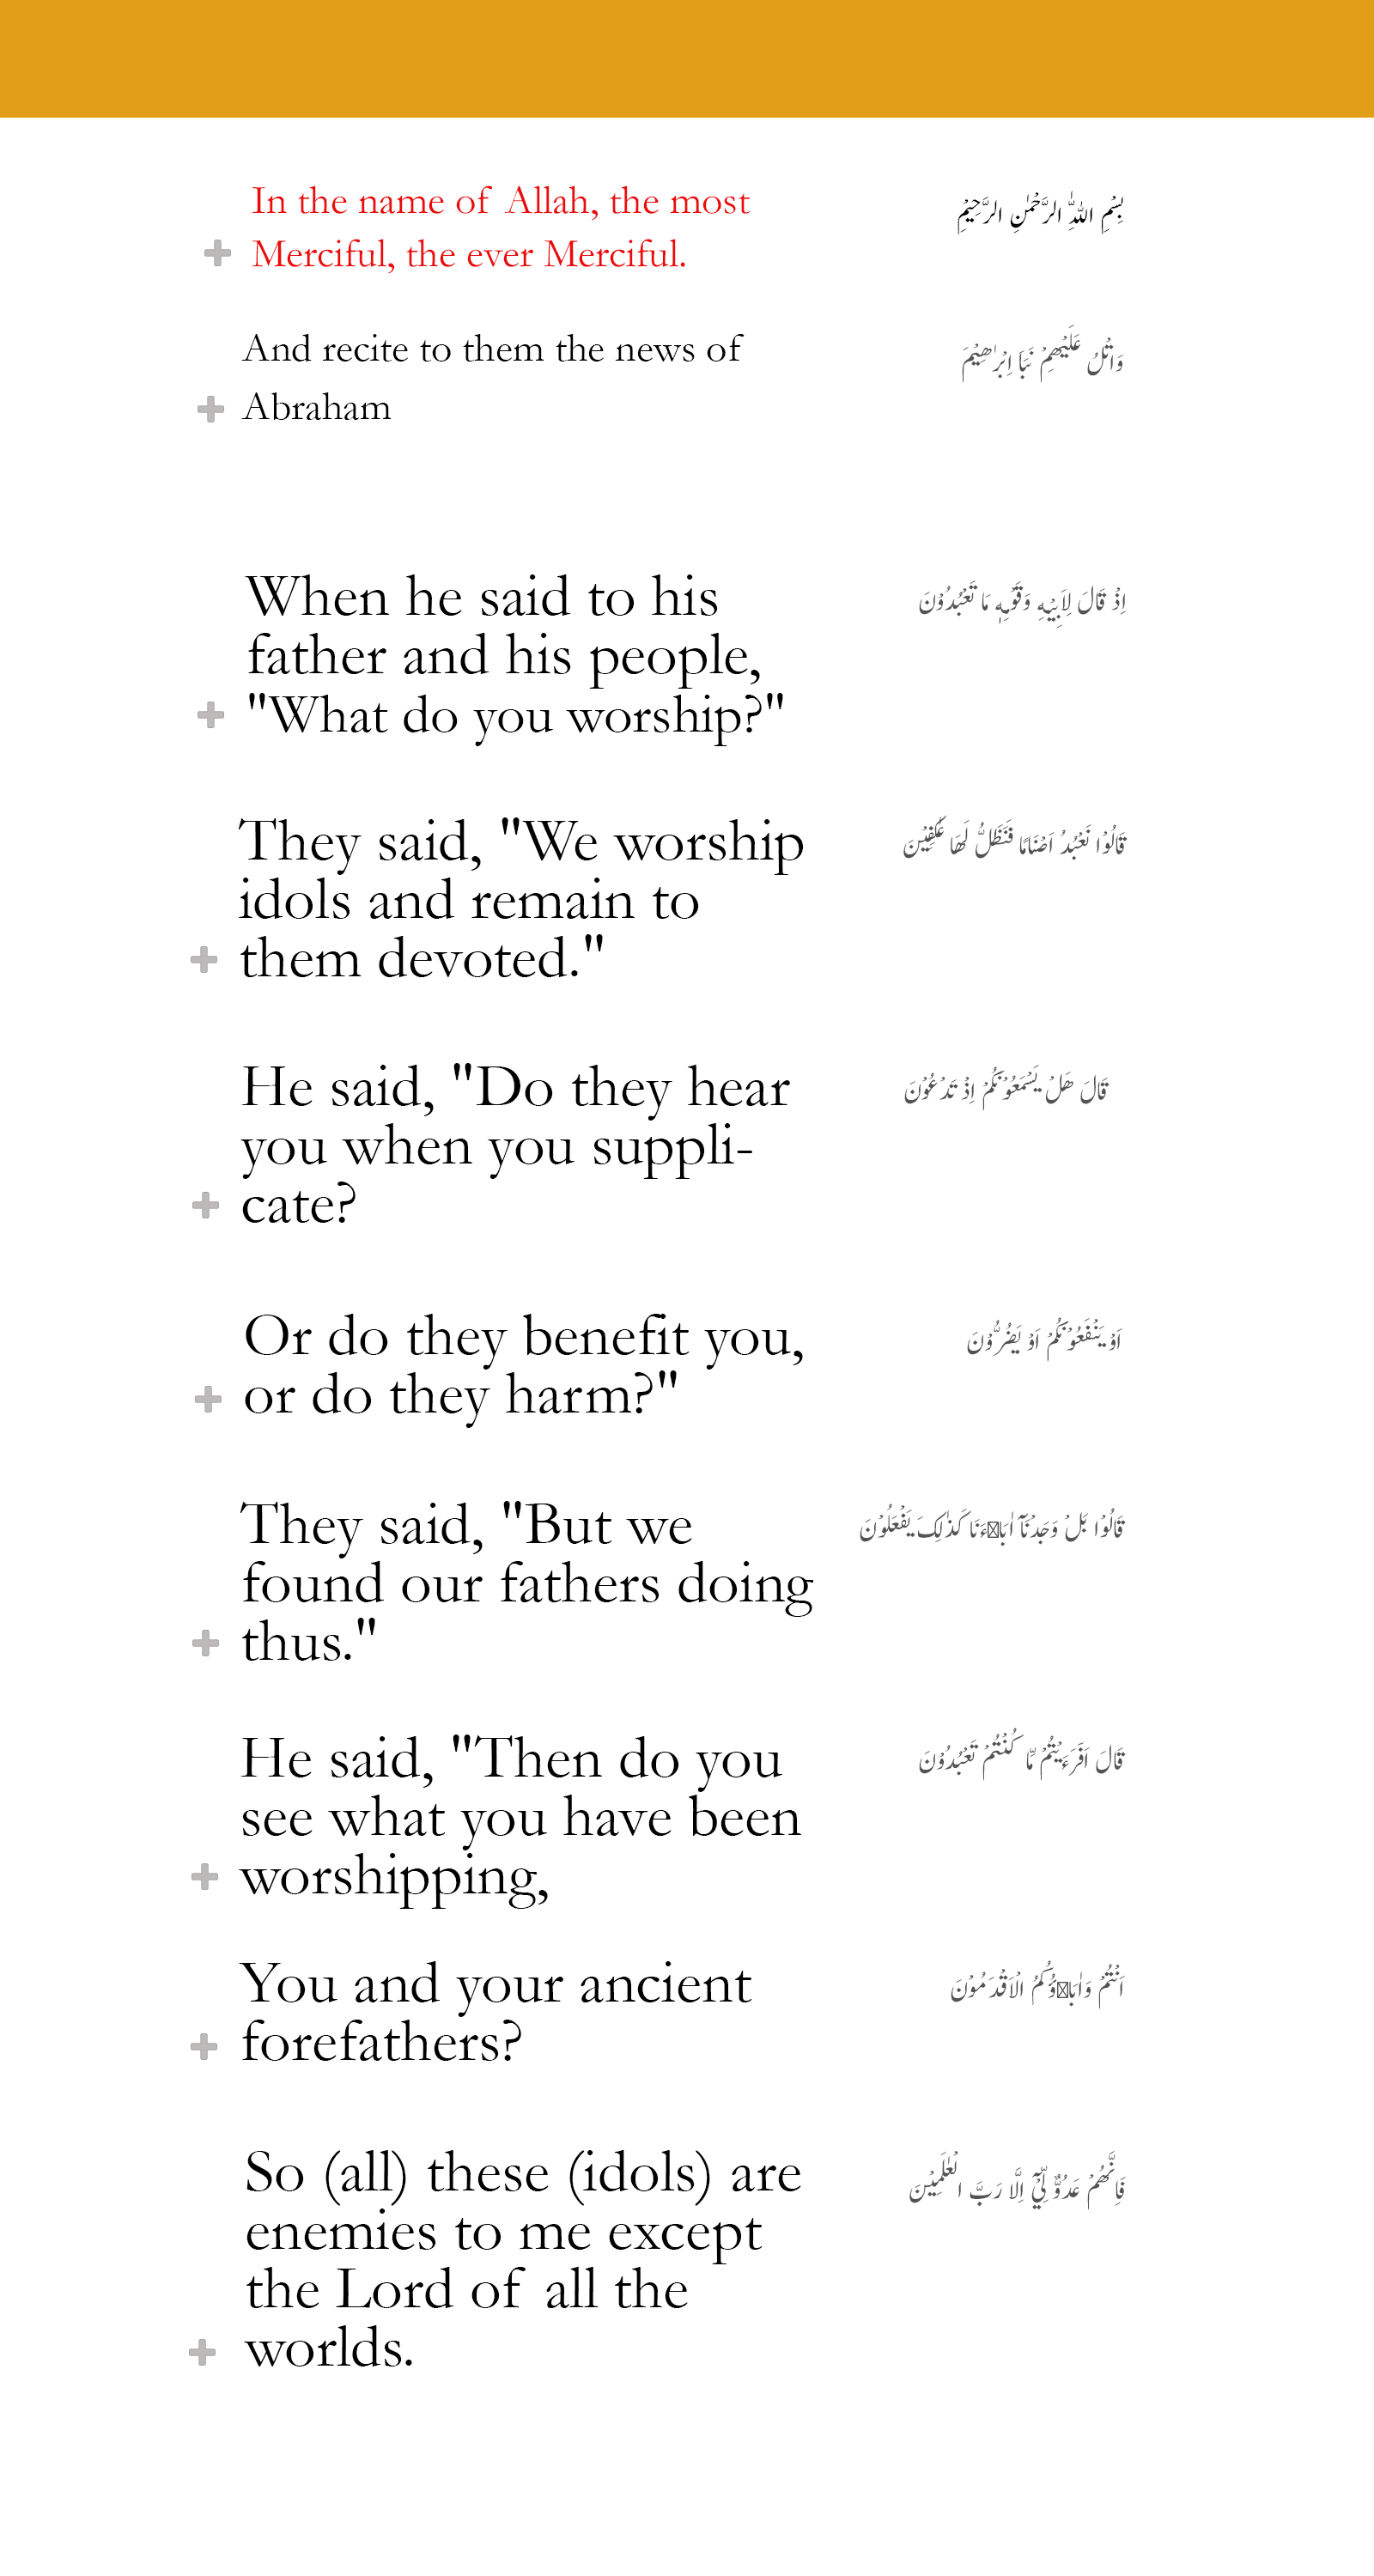 In the name of Allah, the most
Merciful, the ever Merciful.
بِسْمِ اللهِ الرَّحْمٰنِ الرَّحِيْمِ
And recite to them the news of
Abraham
وَاتْلُ عَلَيْهِمْ نَبَاَ اِبْرٰهِيْمَ
When he said to his
father and his people,
"What do you worship?"
اِذْ قَالَ لِاَبِيْهِ وَقَوْمِهٖ مَا تَعْبُدُوْنَ
They said, "We worship
idols and remain to
them devoted."
قَالُوْا نَعْبُدُ اَصْنَامًا فَنَظَلُّ لَهَا عٰكِفِيْنَ
He said, "Do they hear
you when you suppli-
cate?
قَالَ هَلْ يَسْمَعُوْنَكُمْ اِذْ تَدْعُوْنَ
Or do they benefit you,
or do they harm?"
اَوْ يَنْفَعُوْنَكُمْ اَوْ يَضُرُّوْنَ
They said, "But we
found our fathers doing
thus."
قَالُوْا بَلْ وَجَدْنَاۤ اٰبَاءَنَا كَذٰلِكَ يَفْعَلُوْنَ
He said, "Then do you
see what you have been
worshipping,
قَالَ اَفَرَءَيْتُمْ مَّا كُنْتُمْ تَعْبُدُوْنَ
You and your ancient
forefathers?
اَنْتُمْ وَاٰبَاؤُكُمُ الْاَقْدَمُوْنَ
So (all) these (idols) are
enemies to me except
the Lord of all the
worlds.
فَاِنَّهُمْ عَدُوٌّ لِّيْۤ اِلَّا رَبَّ الْعٰلَمِيْنَ